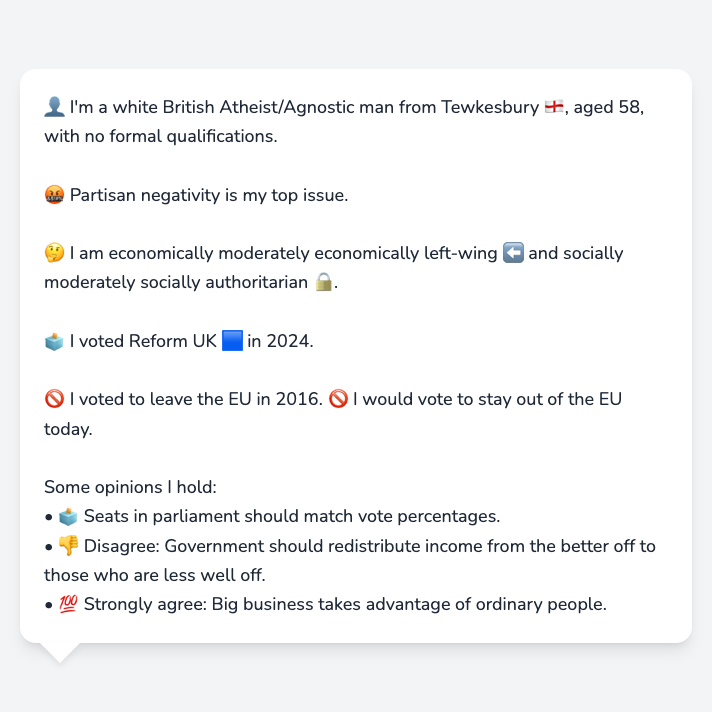 👤 I'm a white British Atheist/Agnostic man from Tewkesbury 🏴󠁧󠁢󠁥󠁮󠁧󠁿, aged 58,
with no formal qualifications.
🤬 Partisan negativity is my top issue.
🤔 I am economically moderately economically left-wing ⬅️ and socially
moderately socially authoritarian 🔒.
🗳️ I voted Reform UK 🟦 in 2024.
🚫 I voted to leave the EU in 2016. 🚫 I would vote to stay out of the EU
today.
Some opinions I hold:
• 🗳️ Seats in parliament should match vote percentages.
• 👎 Disagree: Government should redistribute income from the better off to
those who are less well off.
• 💯 Strongly agree: Big business takes advantage of ordinary people.